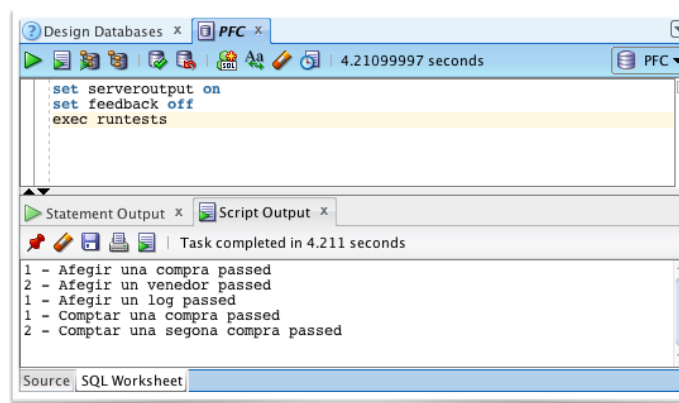 Design Databases x PFC x
4.21099997 seconds PFC
set serveroutput on
set feedback off
exec runtests
Statement Output x Script Output x
Task completed in 4.211 seconds
1 - Afegir una compra passed
2 - Afegir un venedor passed
1 - Afegir un log passed
1 - Comptar una compra passed
2 - Comptar una segona compra passed
Source SQL Worksheet